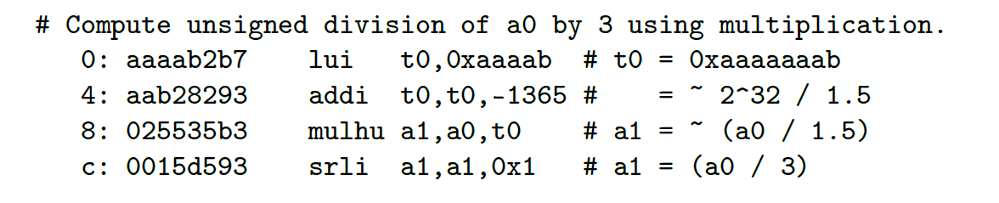 # Compute unsigned division of a0 by 3 using multiplication.
0: aaaab2b7 lui t0,0xaaaab # t0 = 0xaaaaaaab
4: aab28293 addi t0,t0,-1365 # = ~ 2^32 / 1.5
8: 025535b3 mulhu a1,a0,t0 # a1 = ~ (a0 / 1.5)
c: 0015d593 srli a1,a1,0x1 # a1 = (a0 / 3)